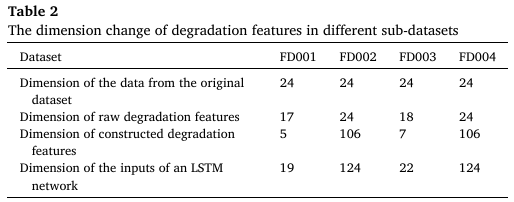 Table 2
The dimension change of degradation features in different sub-datasets
Dataset FD001 FD002 FD003 FD004
Dimension of the data from the original 24 24 24 24
dataset
Dimension of raw degradation features 17 24 18 24
Dimension of constructed degradation 5 106 7 106
features
Dimension of the inputs of an LSTM 19 124 22 124
network